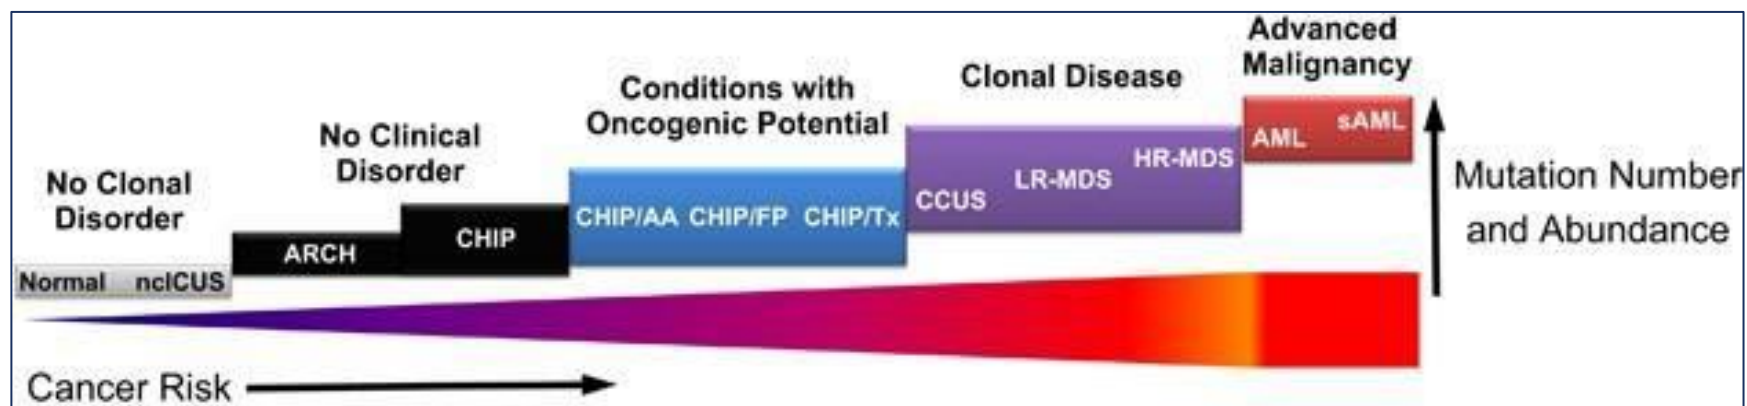 No Clonal
Disorder
No Clinical
Disorder
Conditions with
Oncogenic Potential
Clonal Disease
Advanced
Malignancy
Normal ncICUS
ARCH
CHIP
CHIP/AA CHIP/FP CHIP/Tx
CCUS
LR-MDS
HR-MDS
AML
sAML
Mutation Number
and Abundance
Cancer Risk